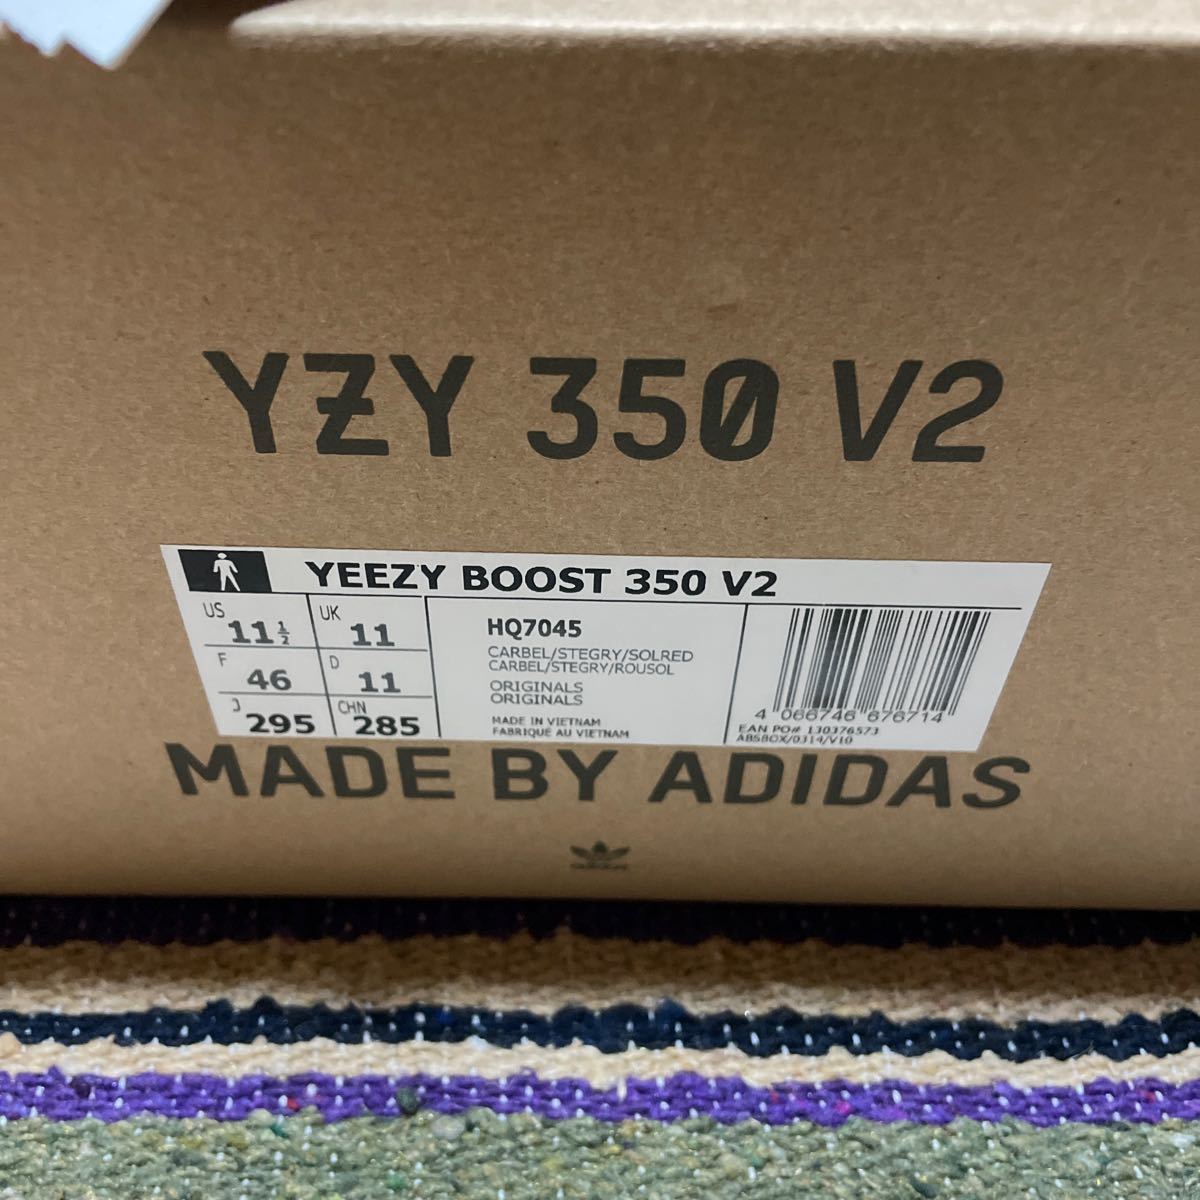 YZY 350 V2
YEEZY BOOST 350 V2
US 11½ UK 11
F 46 D 11
J 295 CHN 285
HQ7045
CARBEL/STEGRY/SOLRED
CARBEL/STEGRY/ROUSOL
ORIGINALS
ORIGINALS
MADE IN VIETNAM
FABRIQUÉ AU VIETNAM
4 066746 676714
EAN PO# 130376573
ABSBOX/0314/V10
MADE BY ADIDAS
adidas